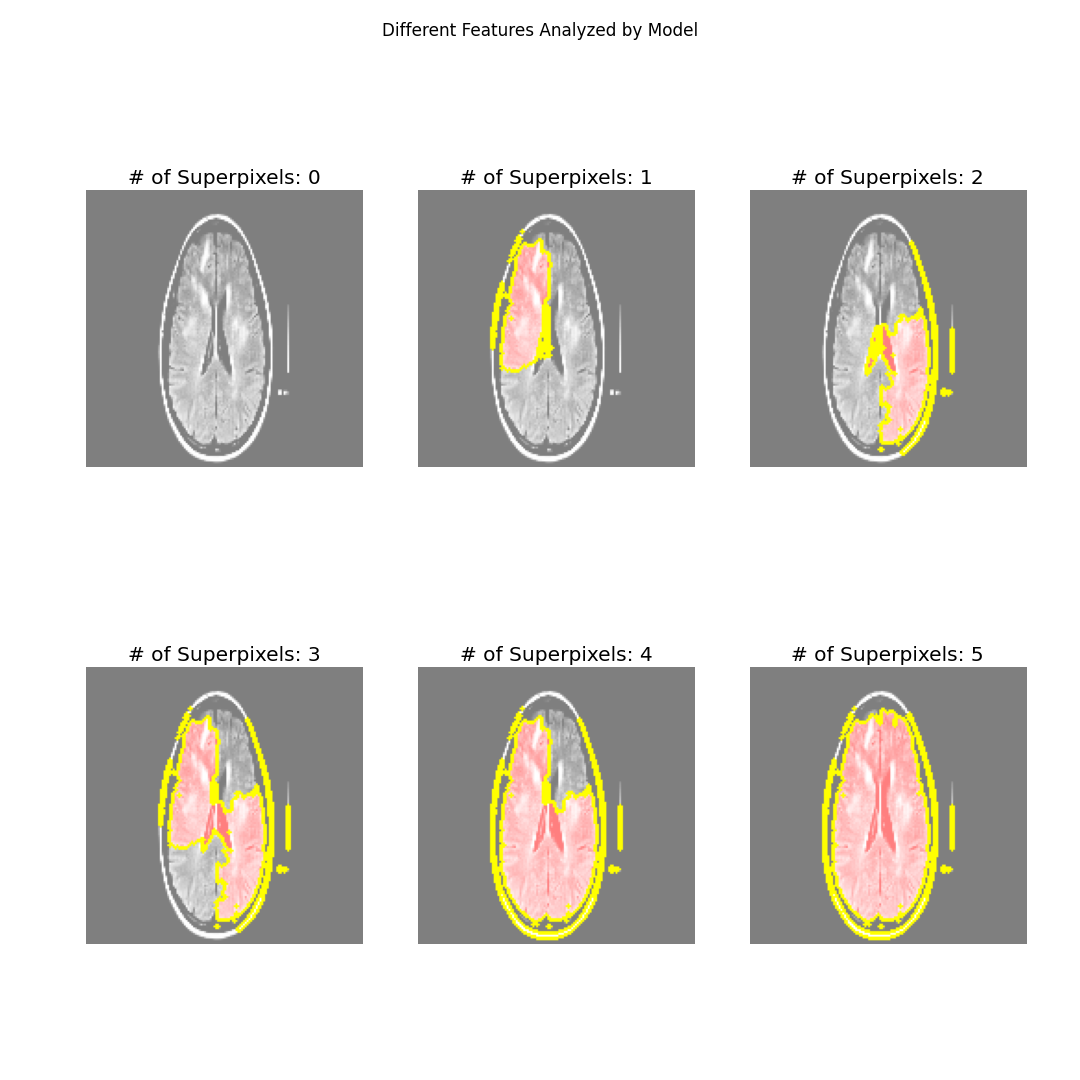 Different Features Analyzed by Model
# of Superpixels: 0
# of Superpixels: 1
# of Superpixels: 2
# of Superpixels: 3
# of Superpixels: 4
# of Superpixels: 5